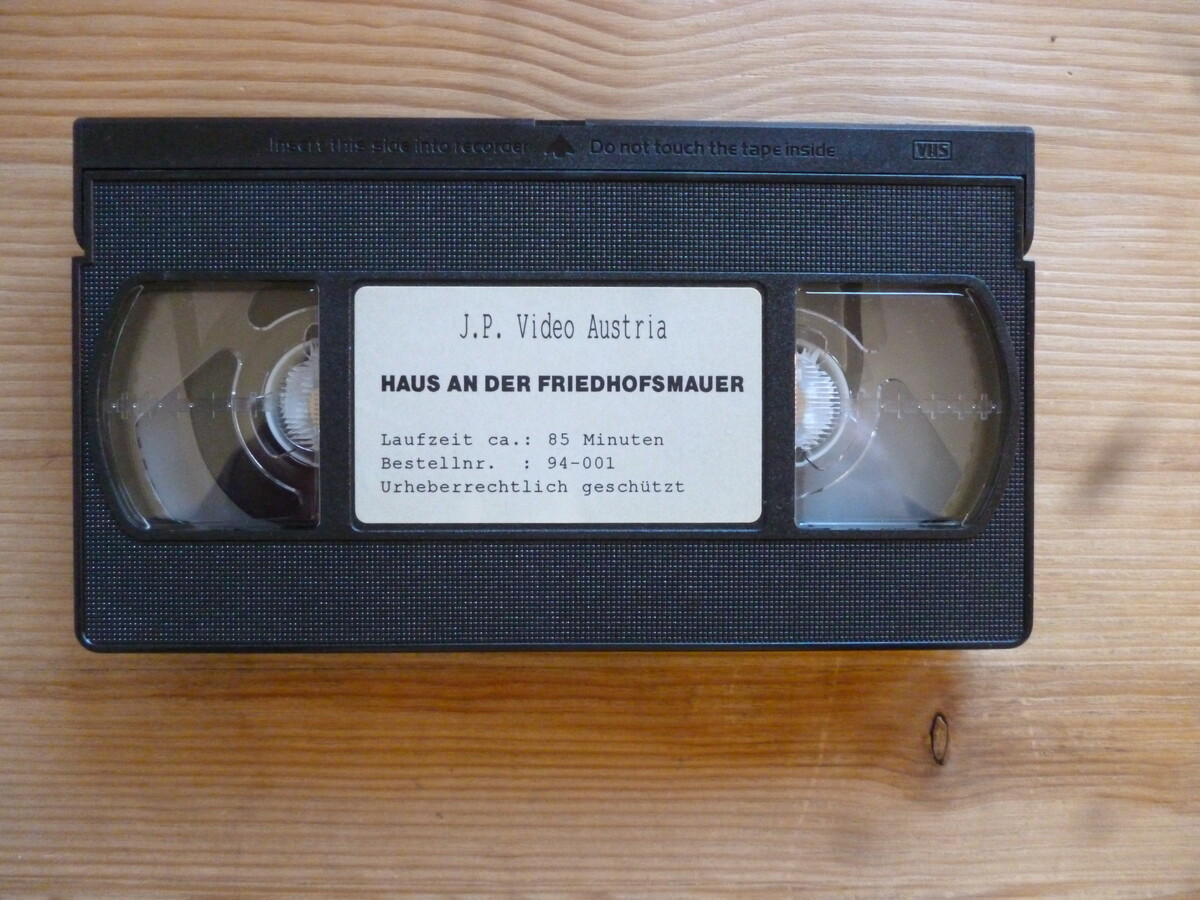 Insert this side into recorder Do not touch the tape inside VHS
J.P. Video Austria
HAUS AN DER FRIEDHOFSMAUER
Laufzeit ca.: 85 Minuten
Bestellnr. : 94-001
Urheberrechtlich geschützt